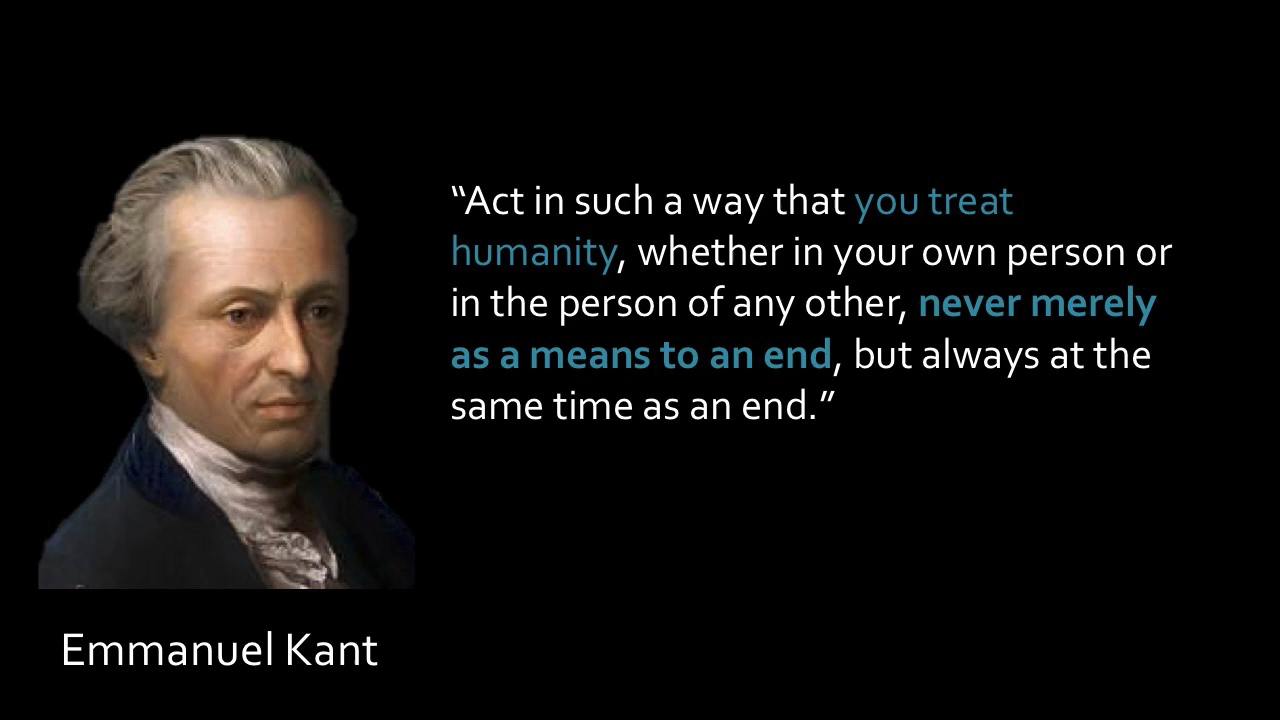 “Act in such a way that you treat
humanity, whether in your own person or
in the person of any other, never merely
as a means to an end, but always at the
same time as an end.”
Emmanuel Kant